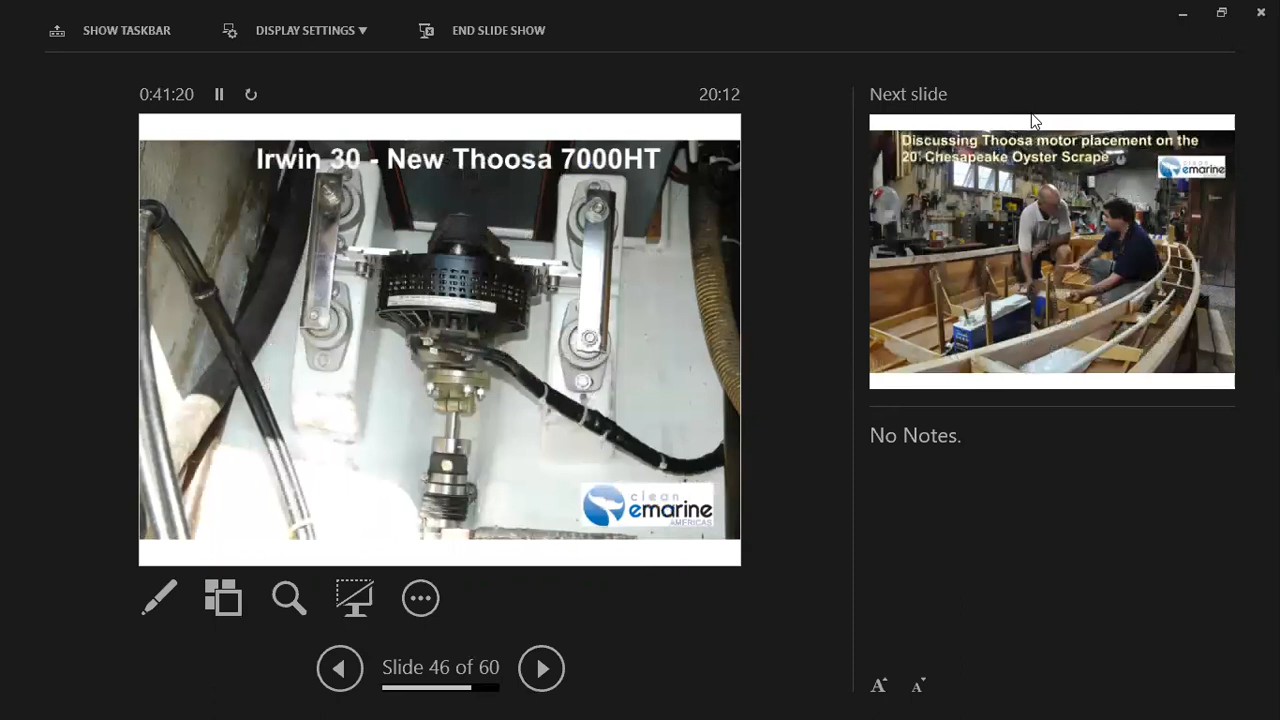 SHOW TASKBAR
DISPLAY SETTINGS ▼
END SLIDE SHOW
0:41:20
20:12
Irwin 30 - New Thoosa 7000HT
clean
emarine
AMERICAS
Slide 46 of 60
Next slide
Discussing Thoosa motor placement on the
20' Chesapeake Oyster Scrape
clean
emarine
No Notes.
A A